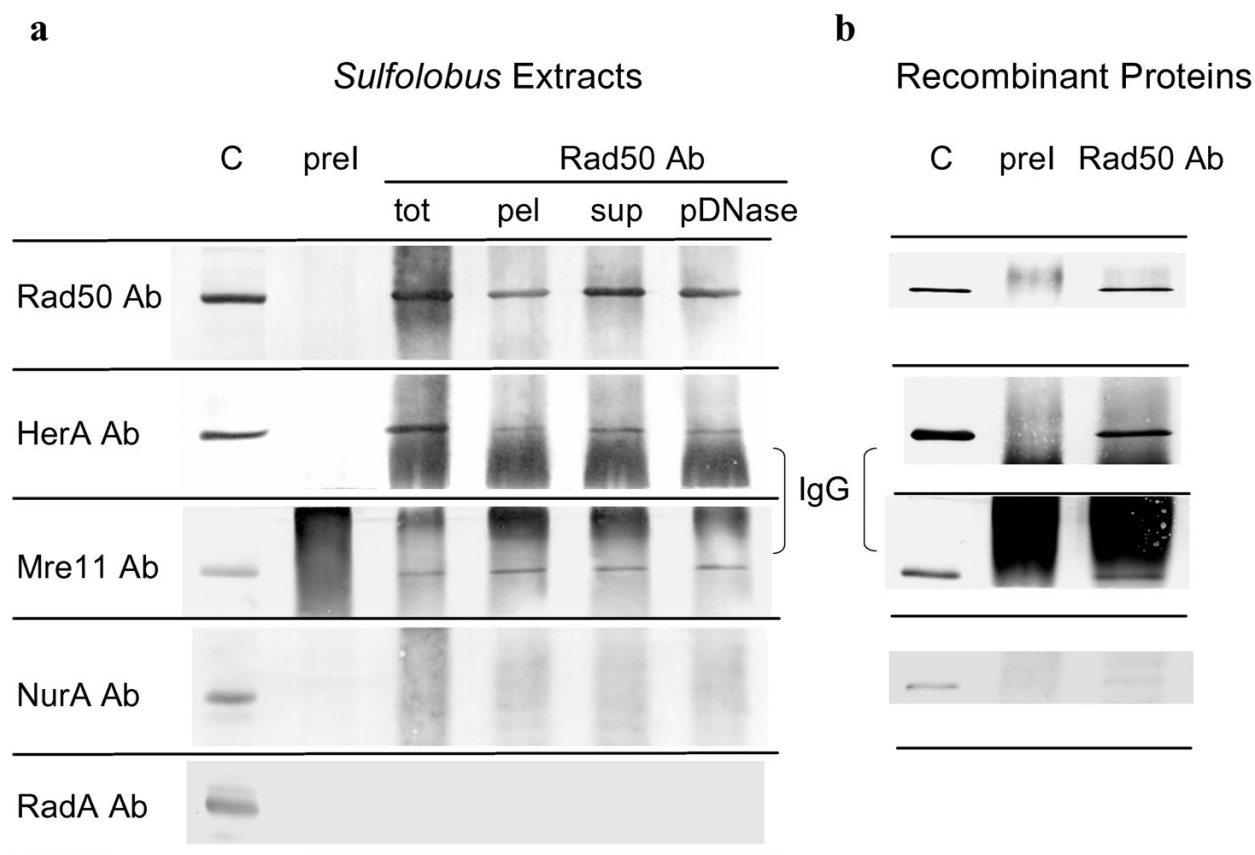 a
b
Sulfolobus Extracts
Recombinant Proteins
C preI Rad50 Ab
C preI Rad50 Ab
tot pel sup pDNase
Rad50 Ab
HerA Ab
IgG
Mre11 Ab
NurA Ab
RadA Ab